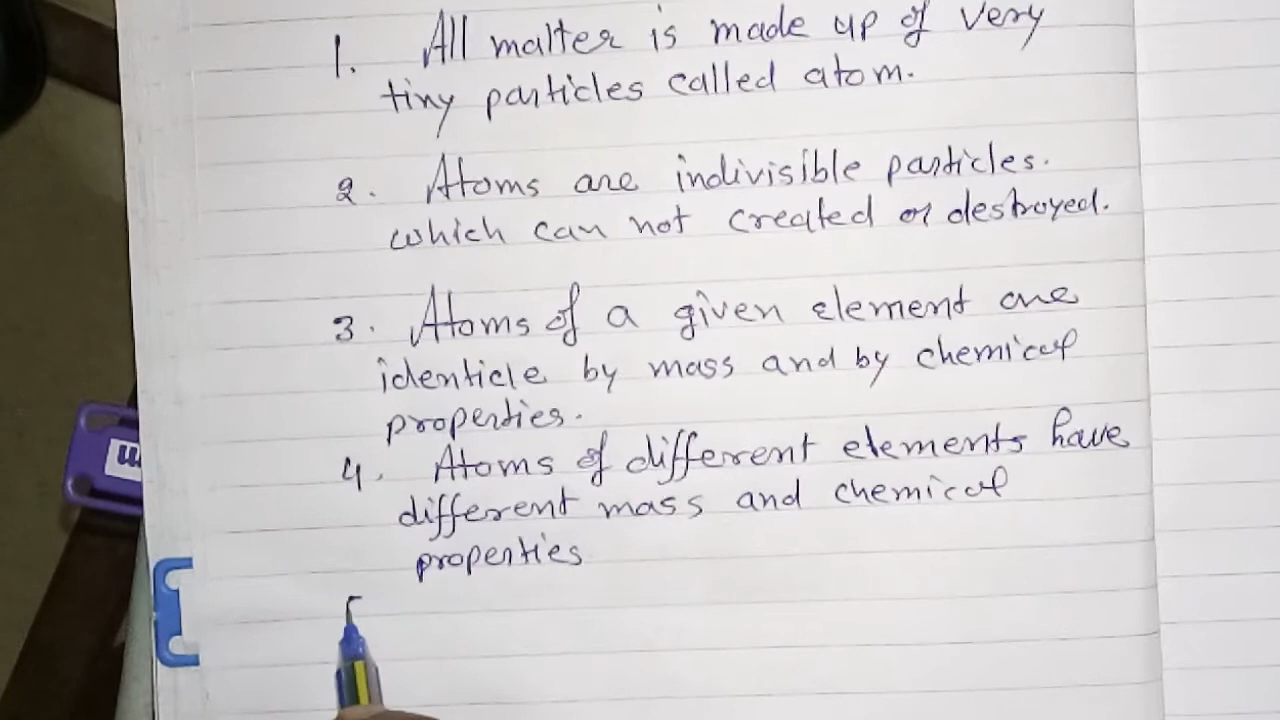 1. All matter is made up of very
tiny particles called atom.
2. Atoms are indivisible particles.
which can not created or destroyed.
3. Atoms of a given element are
identicle by mass and by chemical
properties.
4. Atoms of different elements have
different mass and chemical
properties